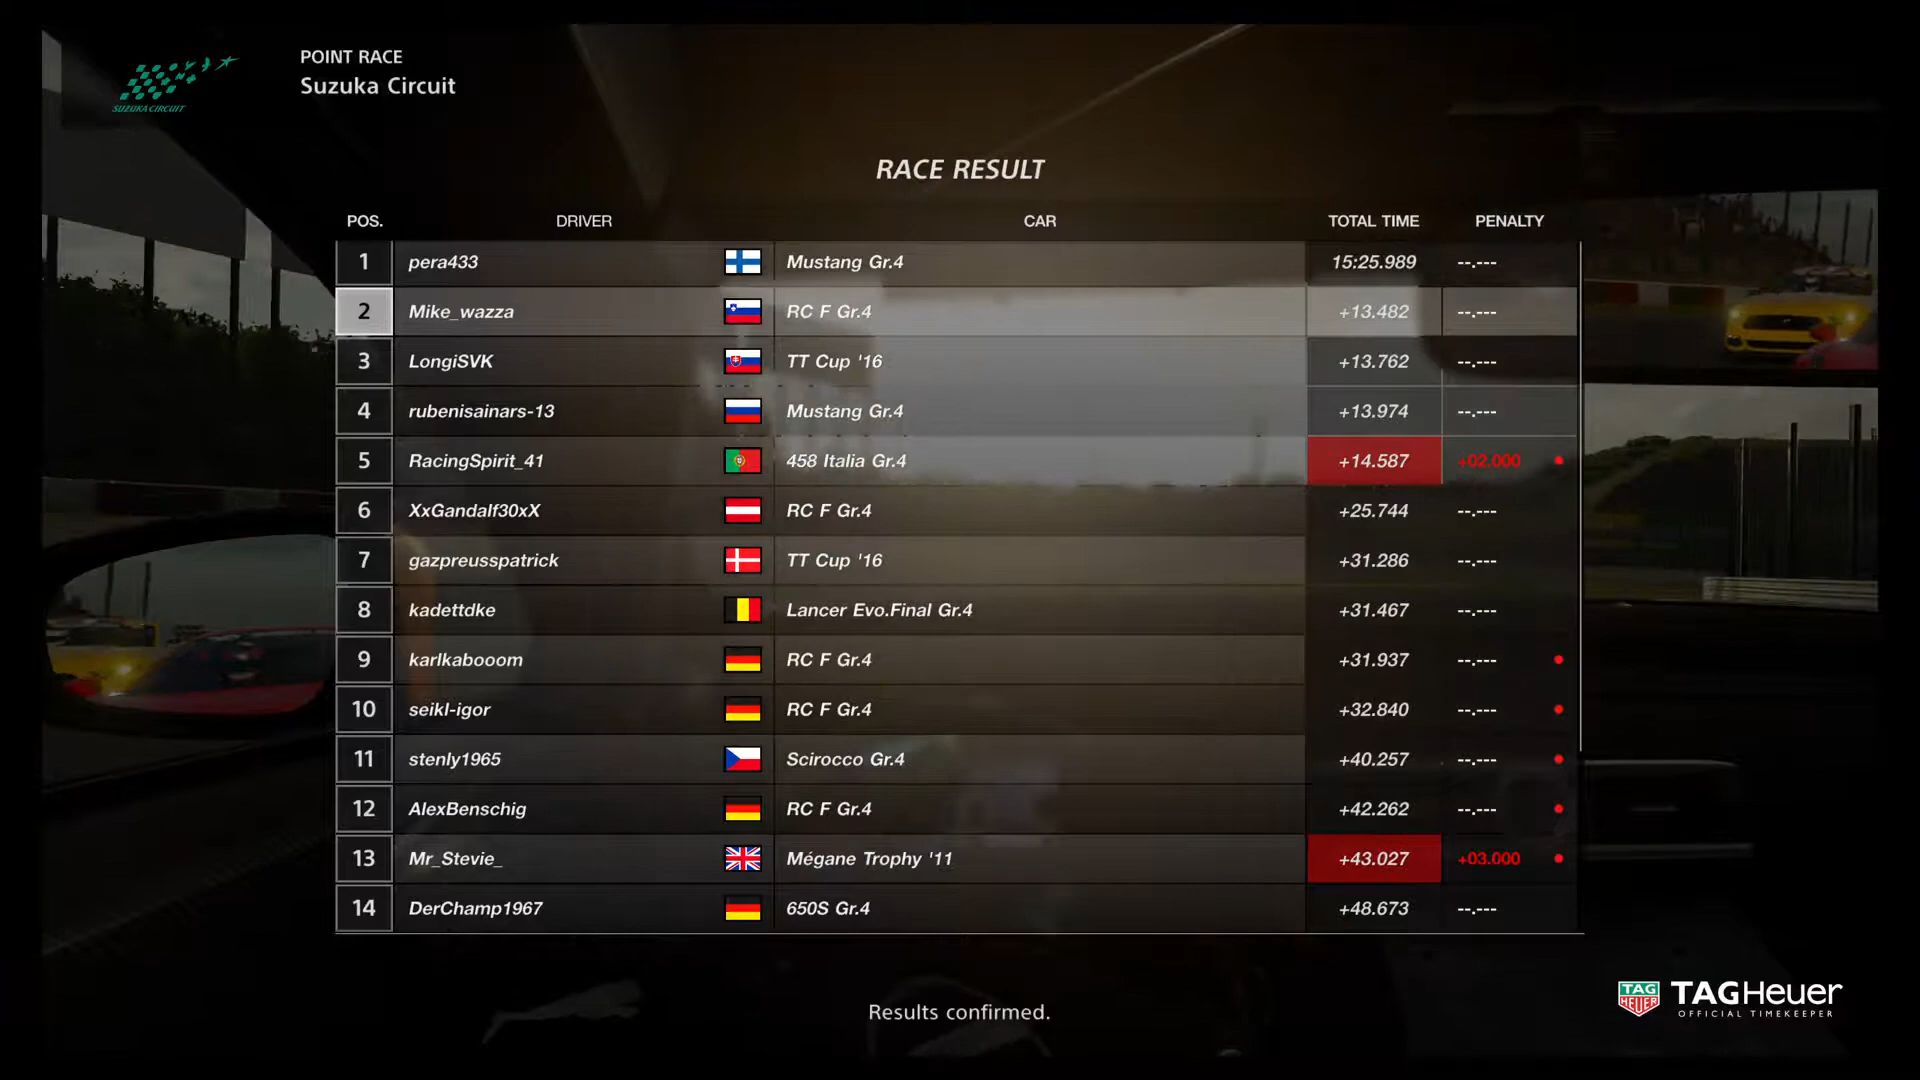 SUZUKA CIRCUIT
POINT RACE
Suzuka Circuit
RACE RESULT
POS. DRIVER CAR TOTAL TIME PENALTY
1 pera433 Mustang Gr.4 15:25.989 --.---
2 Mike_wazza RC F Gr.4 +13.482 --.---
3 LongiSVK TT Cup '16 +13.762 --.---
4 rubenisainars-13 Mustang Gr.4 +13.974 --.---
5 RacingSpirit_41 458 Italia Gr.4 +14.587 +02.000
6 XxGandalf30xX RC F Gr.4 +25.744 --.---
7 gazpreusspatrick TT Cup '16 +31.286 --.---
8 kadettdke Lancer Evo.Final Gr.4 +31.467 --.---
9 karlkabooom RC F Gr.4 +31.937 --.---
10 seikl-igor RC F Gr.4 +32.840 --.---
11 stenly1965 Scirocco Gr.4 +40.257 --.---
12 AlexBenschig RC F Gr.4 +42.262 --.---
13 Mr_Stevie_ Mégane Trophy '11 +43.027 +03.000
14 DerChamp1967 650S Gr.4 +48.673 --.---
Results confirmed.
TAG HEUER TAGHeuer
OFFICIAL TIMEKEEPER